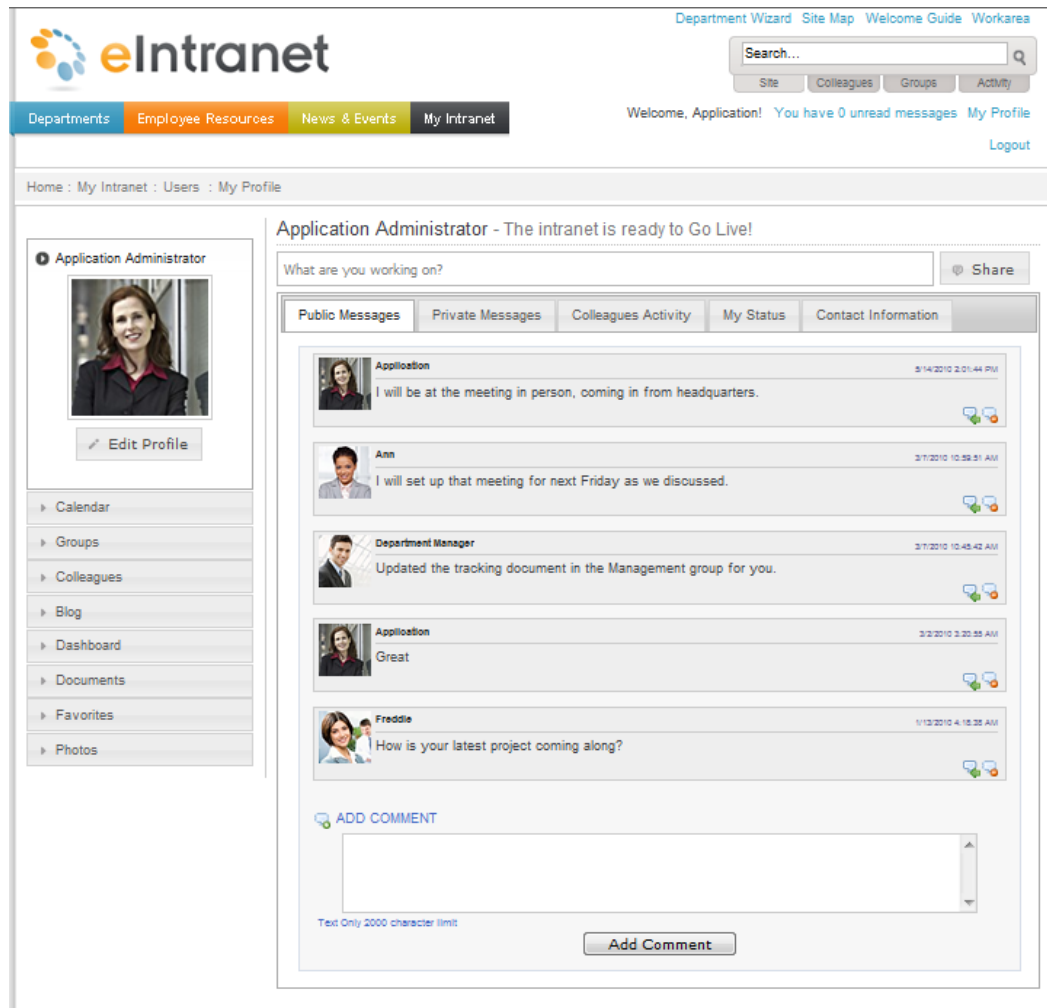 Department Wizard Site Map Welcome Guide Workarea
eIntranet
Search...
Site Colleagues Groups Activity
Departments Employee Resources News & Events My Intranet
Welcome, Application! You have 0 unread messages My Profile
Logout
Home : My Intranet : Users : My Profile
Application Administrator - The intranet is ready to Go Live!
Application Administrator
What are you working on?
Share
Public Messages Private Messages Colleagues Activity My Status Contact Information
Edit Profile
Calendar
Groups
Colleagues
Blog
Dashboard
Documents
Favorites
Photos
Application 5/14/2010 2:01:44 PM
I will be at the meeting in person, coming in from headquarters.
Ann 3/7/2010 10:59:51 AM
I will set up that meeting for next Friday as we discussed.
Department Manager 3/7/2010 10:45:42 AM
Updated the tracking document in the Management group for you.
Application 3/2/2010 3:20:55 AM
Great
Freddie 1/13/2010 4:18:38 AM
How is your latest project coming along?
ADD COMMENT
Text Only 2000 character limit
Add Comment